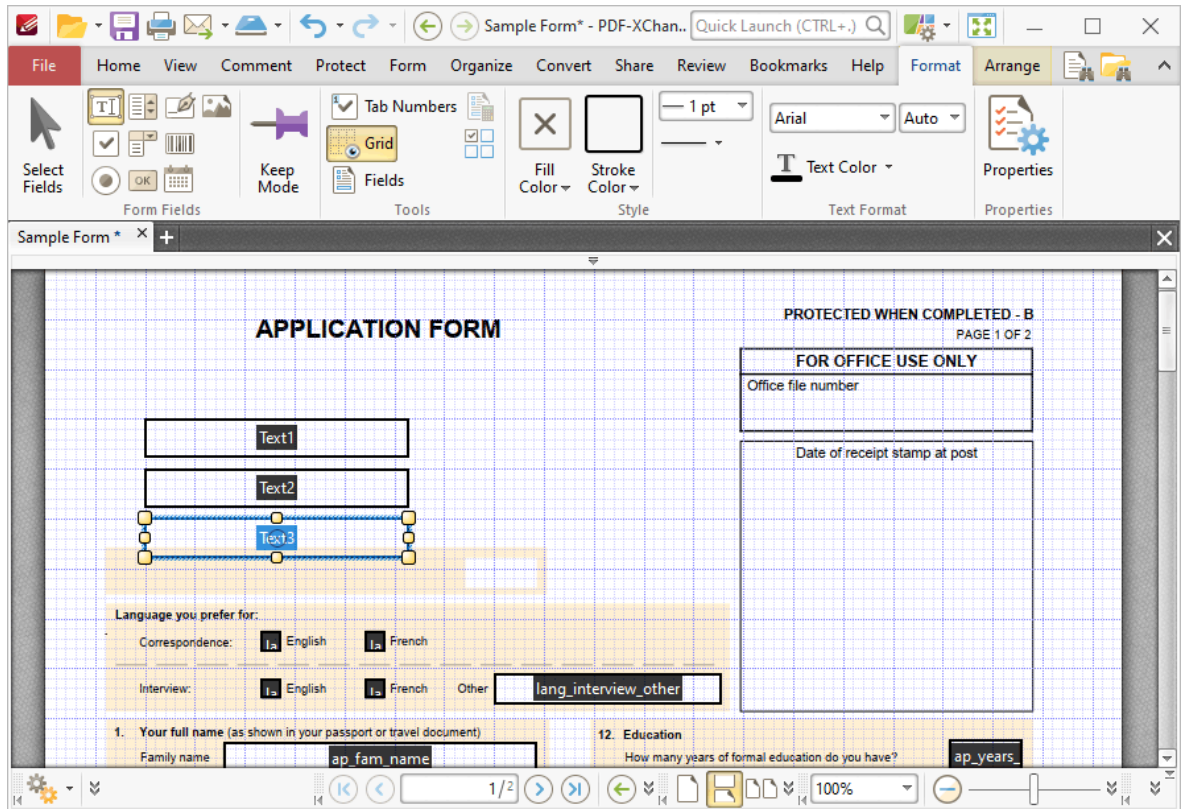 Sample Form* - PDF-XChan.. Quick Launch (CTRL+,)
File Home View Comment Protect Form Organize Convert Share Review Bookmarks Help Format Arrange
Tab Numbers
1 pt
Arial Auto
Grid
OK
Select Fields
Keep Mode
Fields
Fill Color
Stroke Color
Text Color
Properties
Form Fields Tools Style Text Format Properties
Sample Form *
APPLICATION FORM
PROTECTED WHEN COMPLETED - B
PAGE 1 OF 2
FOR OFFICE USE ONLY
Office file number
Text1
Date of receipt stamp at post
Text2
Text3
Language you prefer for:
Correspondence: la English la French
Interview: la English la French Other lang_interview_other
1. Your full name (as shown in your passport or travel document)
12. Education
Family name ap_fam_name
How many years of formal education do you have? ap_years_
1/2 100%